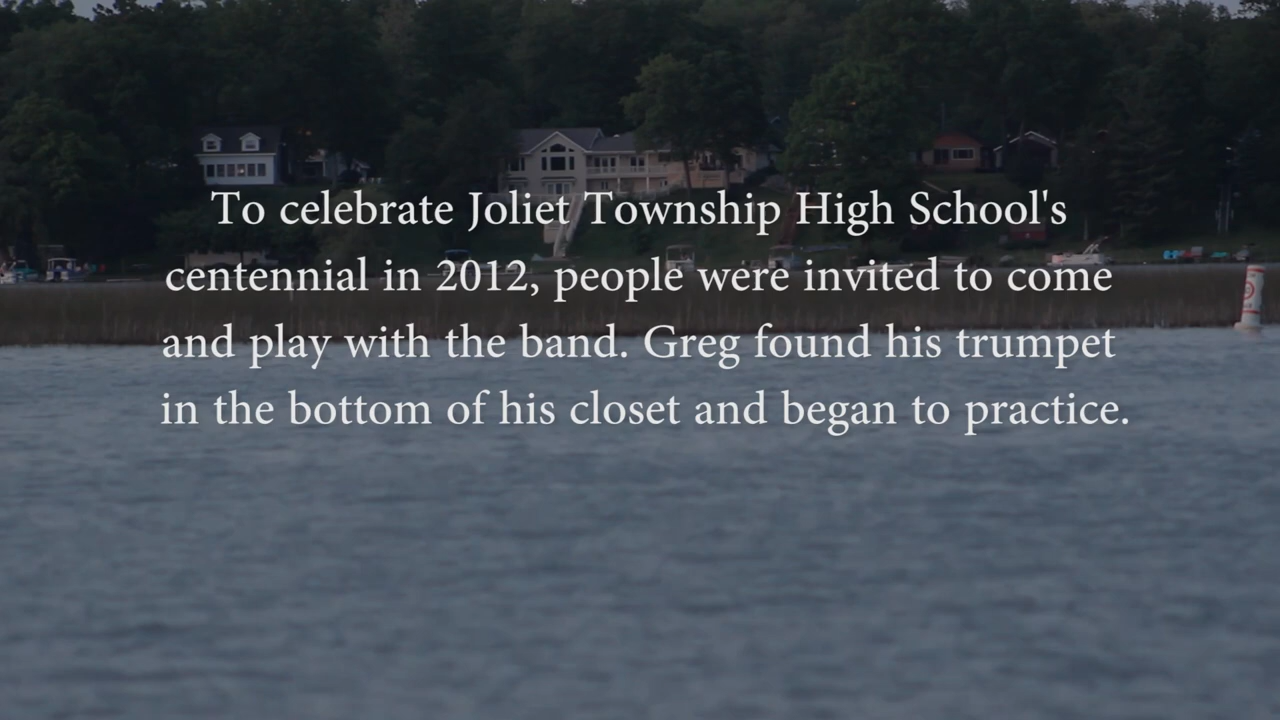 To celebrate Joliet Township High School's
centennial in 2012, people were invited to come
and play with the band. Greg found his trumpet
in the bottom of his closet and began to practice.